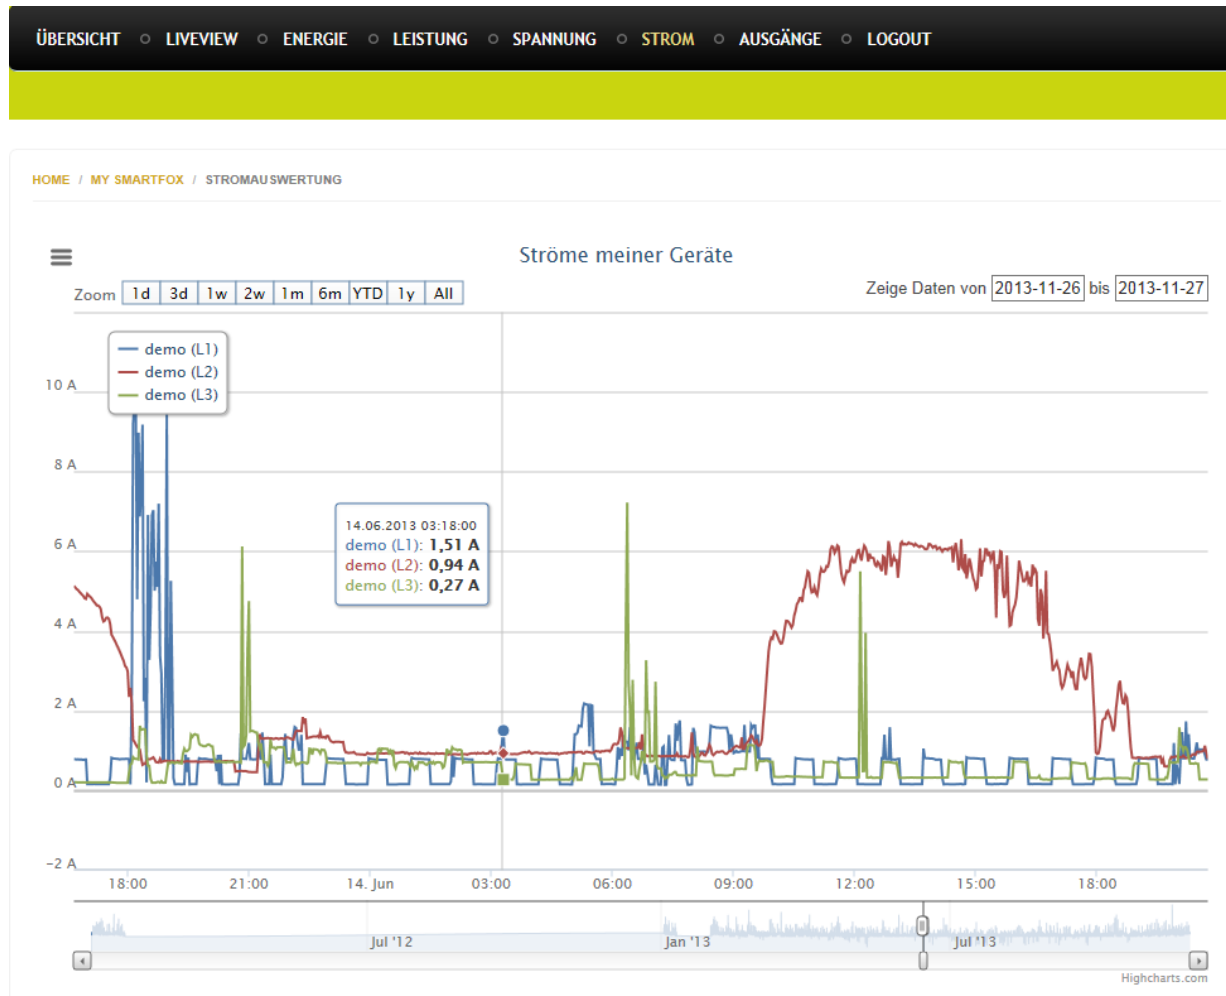 ÜBERSICHT LIVEVIEW ENERGIE LEISTUNG SPANNUNG STROM AUSGÄNGE LOGOUT
HOME / MY SMARTFOX / STROMAUSWERTUNG
Ströme meiner Geräte
Zoom 1d 3d 1w 2w 1m 6m YTD 1y All
Zeige Daten von 2013-11-26 bis 2013-11-27
demo (L1)
demo (L2)
demo (L3)
10 A
8 A
6 A
4 A
2 A
0 A
-2 A
14.06.2013 03:18:00
demo (L1): 1,51 A
demo (L2): 0,94 A
demo (L3): 0,27 A
18:00 21:00 14. Jun 03:00 06:00 09:00 12:00 15:00 18:00
Jul '12 Jan '13 Jul '13
Highcharts.com